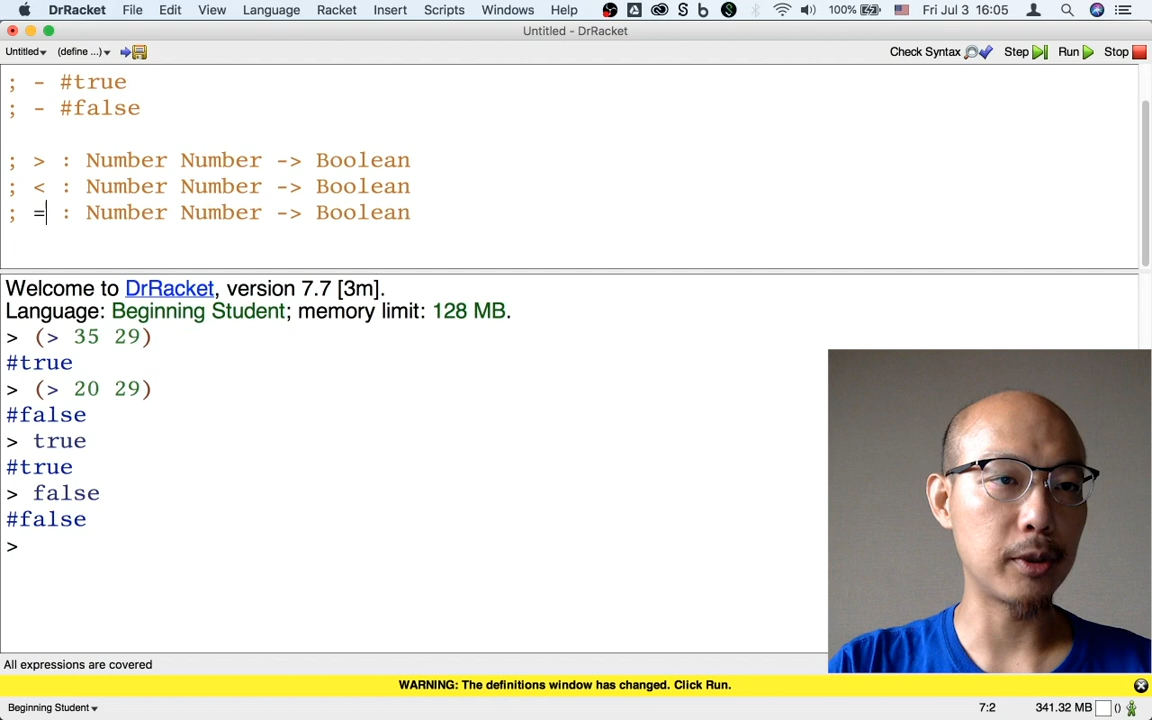 DrRacket File Edit View Language Racket Insert Scripts Windows Help 100% Fri Jul 3 16:05
Untitled - DrRacket
Untitled (define ...) Check Syntax Step Run Stop
; - #true
; - #false
; > : Number Number -> Boolean
; < : Number Number -> Boolean
; = : Number Number -> Boolean
Welcome to DrRacket, version 7.7 [3m].
Language: Beginning Student; memory limit: 128 MB.
> (> 35 29)
#true
> (> 20 29)
#false
> true
#true
> false
#false
>
All expressions are covered
WARNING: The definitions window has changed. Click Run.
Beginning Student 7:2 341.32 MB ()